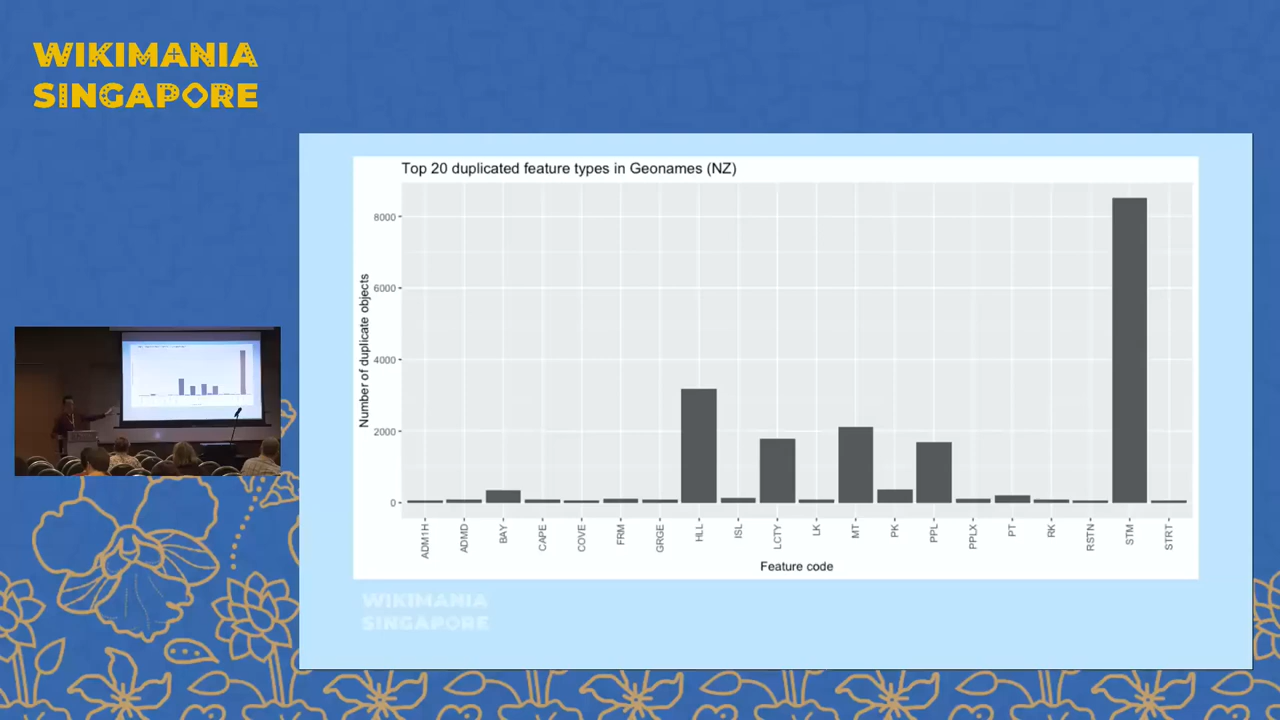 WIKIMANIA
SINGAPORE
Top 20 duplicated feature types in Geonames (NZ)
Number of duplicate objects
8000
6000
4000
2000
0
ADM1H
ADMD
BAY
CAPE
COVE
FRM
GRGE
HLL
ISL
LCTY
LK
MT
PK
PPL
PPLX
PT
RK
RSTN
STM
STRT
Feature code
WIKIMANIA
SINGAPORE